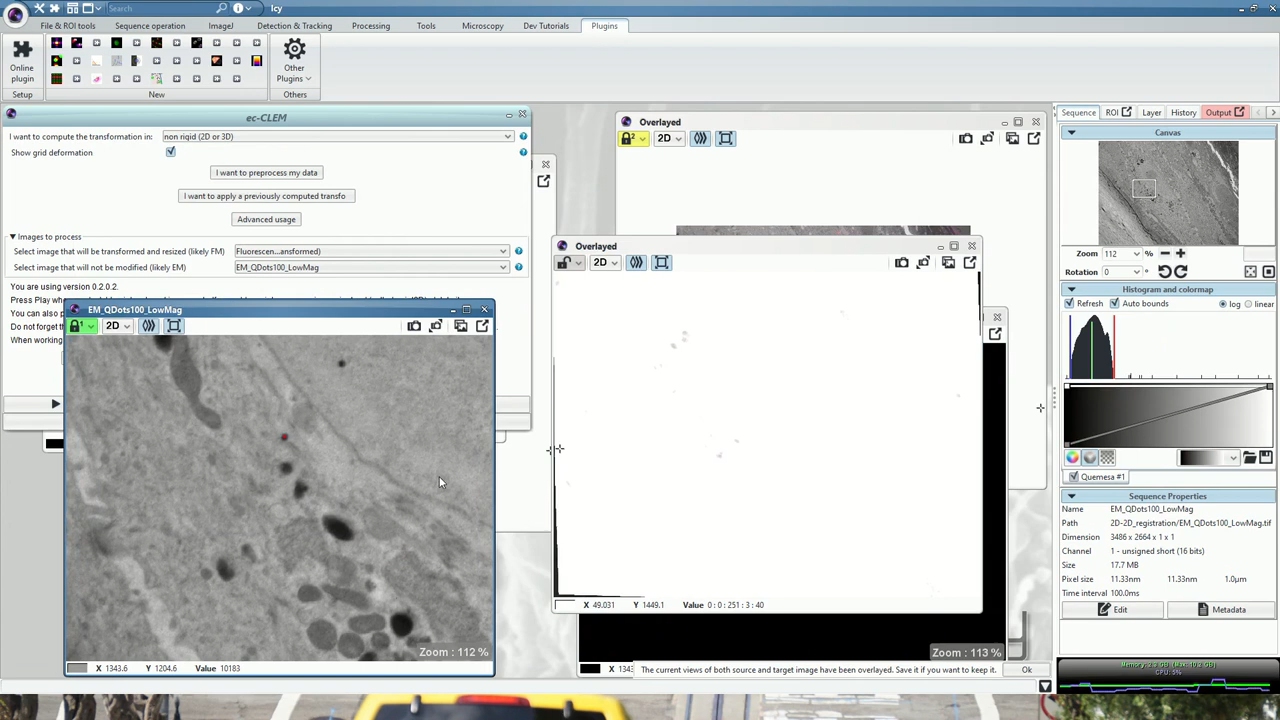 Search
Icy
File & ROI tools
Sequence operation
ImageJ
Detection & Tracking
Processing
Tools
Microscopy
Dev Tutorials
Plugins
Online
plugin
Other
Plugins
Setup
New
Others
ec-CLEM
I want to compute the transformation in:
non rigid (2D or 3D)
Show grid deformation
I want to preprocess my data
I want to apply a previously computed transfo
Advanced usage
Images to process
Select image that will be transformed and resized (likely FM)
Fluorescen...ansformed)
Select image that will not be modified (likely EM)
EM_QDots100_LowMag
You are using version 0.2.0.2.
Press Play when
You can also
Do not forget
When working
EM_QDots100_LowMag
2D
Zoom : 112 %
X 1343.6 Y 1204.6 Value 10183
Overlayed
2D
Overlayed
2D
X 49.031 Y 1449.1 Value 0 : 0 : 251 : 3 : 40
Zoom : 113 %
X 1343
The current views of both source and target image have been overlayed. Save it if you want to keep it.
Ok
Sequence
ROI
Layer
History
Output
Canvas
Zoom 112 %
Rotation 0 °
Histogram and colormap
Refresh
Auto bounds
log
linear
Quemesa #1
Sequence Properties
Name EM_QDots100_LowMag
Path 2D-2D_registration/EM_QDots100_LowMag.tif
Dimension 3486 x 2664 x 1 x 1
Channel 1 - unsigned short (16 bits)
Size 17.7 MB
Pixel size 11.33nm 11.33nm 1.0µm
Time interval 100.0ms
Edit
Metadata
CPU: 5%